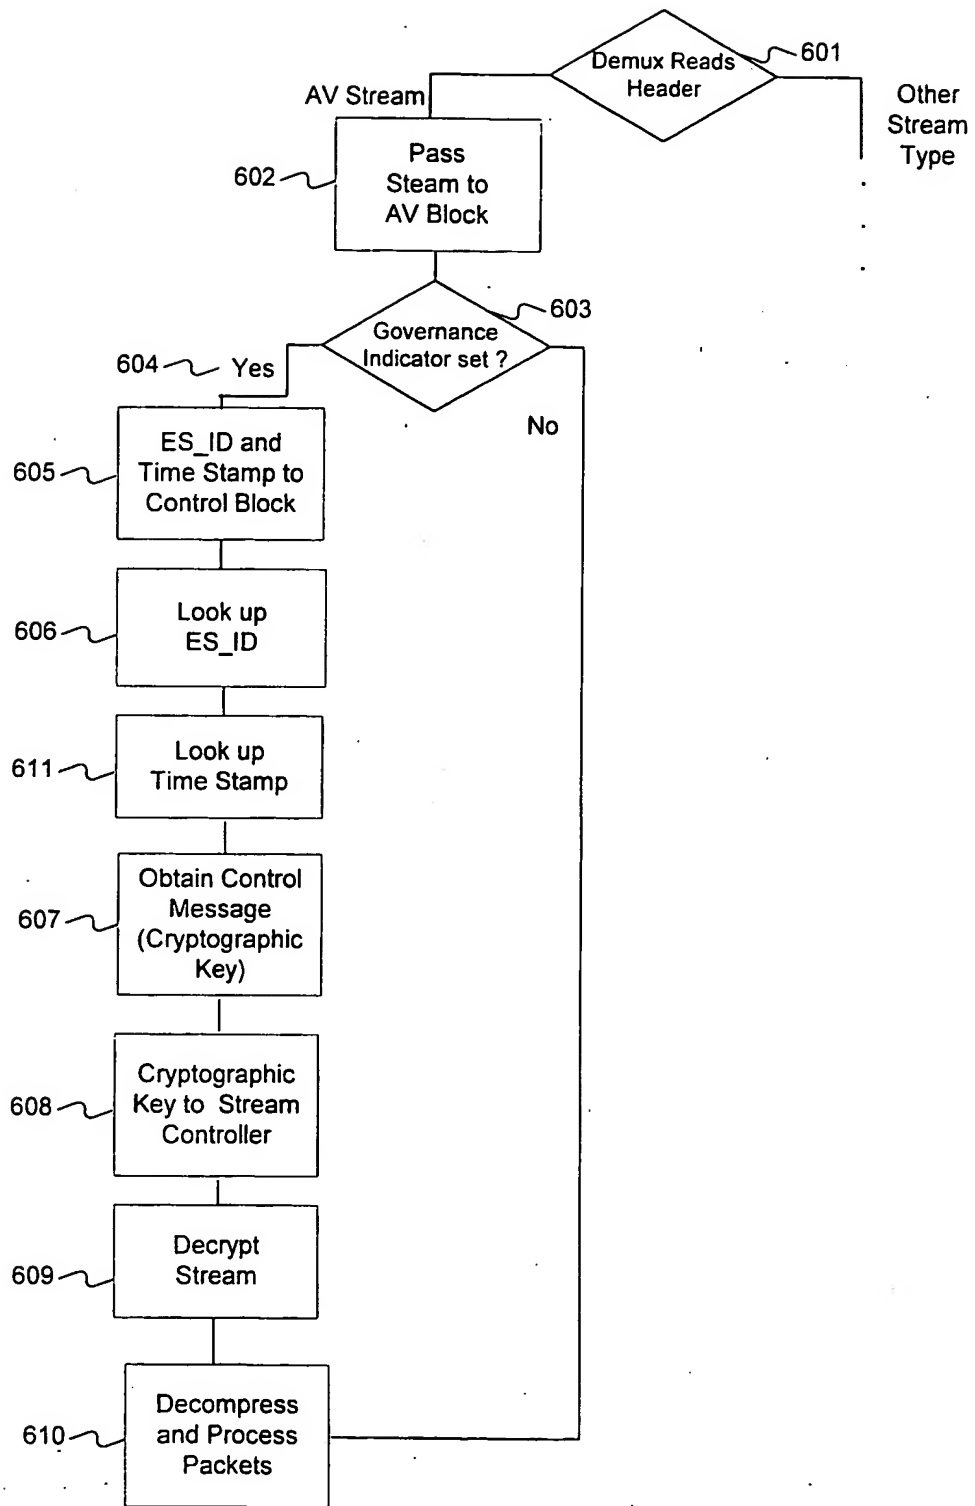 Demux Reads
Header
601
AV Stream
Other
Stream
Type
602
Pass
Steam to
AV Block
603
Governance
Indicator set ?
604
Yes
No
605
ES_ID and
Time Stamp to
Control Block
606
Look up
ES_ID
611
Look up
Time Stamp
607
Obtain Control
Message
(Cryptographic
Key)
608
Cryptographic
Key to Stream
Controller
609
Decrypt
Stream
610
Decompress
and Process
Packets